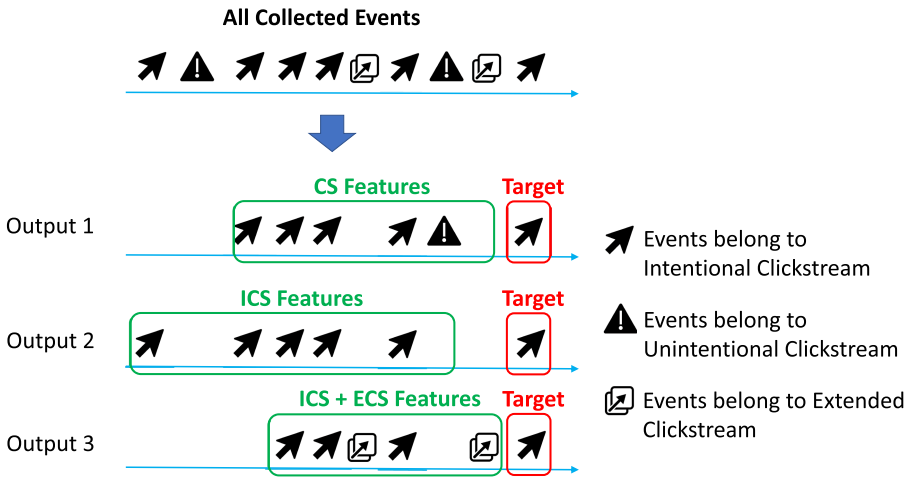 All Collected Events
CS Features
Target
Output 1
ICS Features
Target
Output 2
ICS + ECS Features
Target
Output 3
Events belong to
Intentional Clickstream
Events belong to
Unintentional Clickstream
Events belong to Extended
Clickstream